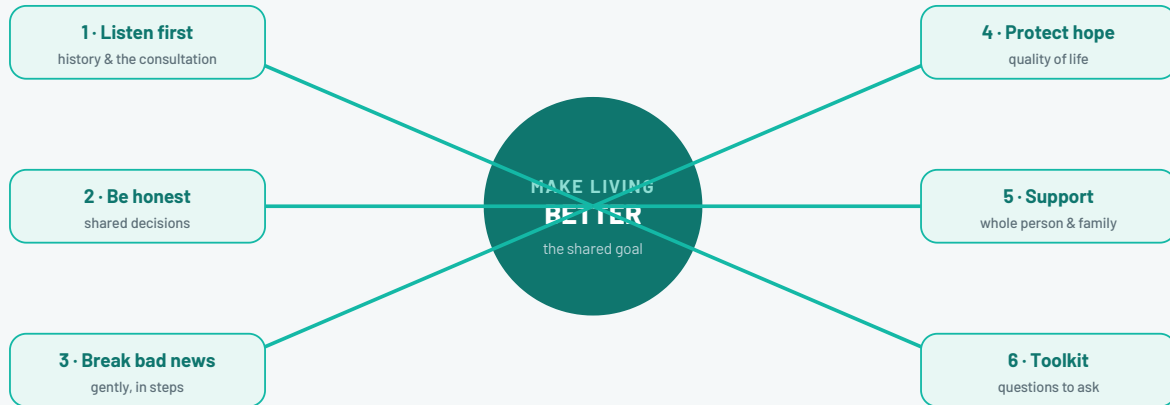 1 · Listen first
history & the consultation
2 · Be honest
shared decisions
3 · Break bad news
gently, in steps
MAKE LIVING
BETTER
the shared goal
4 · Protect hope
quality of life
5 · Support
whole person & family
6 · Toolkit
questions to ask